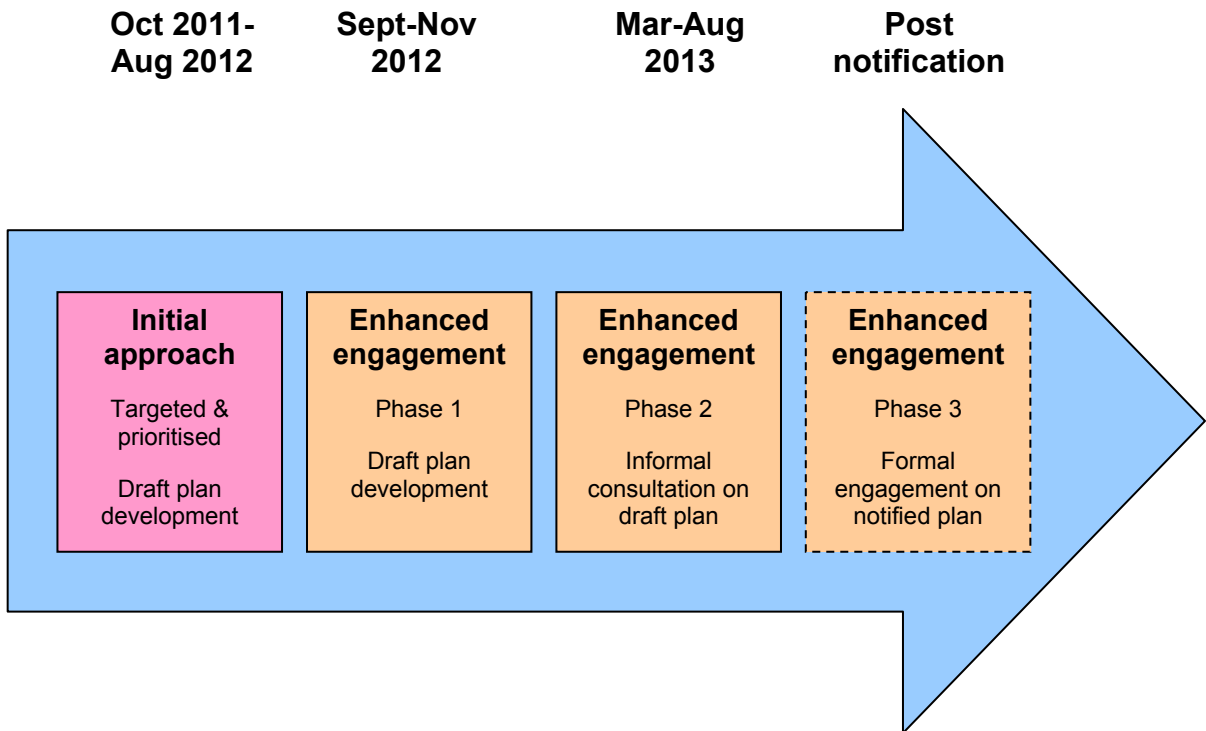 Oct 2011-
Aug 2012
Sept-Nov
2012
Mar-Aug
2013
Post
notification
Initial
approach
Targeted &
prioritised
Draft plan
development
Enhanced
engagement
Phase 1
Draft plan
development
Enhanced
engagement
Phase 2
Informal
consultation on
draft plan
Enhanced
engagement
Phase 3
Formal
engagement on
notified plan